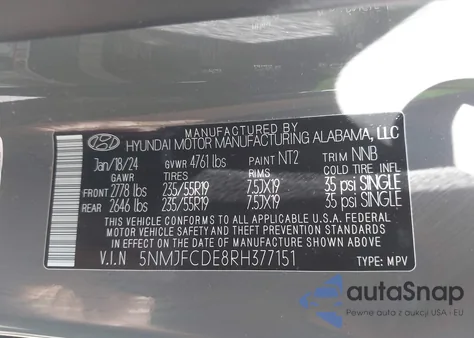 MANUFACTURED BY
HYUNDAI MOTOR MANUFACTURING ALABAMA, LLC
Jan/18/24 GVWR 4761 lbs PAINT NT2 TRIM NNB
GAWR TIRES RIMS COLD TIRE INFL
FRONT 2778 lbs 235/55R19 7.5JX19 35 psi SINGLE
REAR 2646 lbs 235/55R19 7.5JX19 35 psi SINGLE
THIS VEHICLE CONFORMS TO ALL APPLICABLE U.S.A. FEDERAL
MOTOR VEHICLE SAFETY AND THEFT PREVENTION STANDARDS
IN EFFECT ON THE DATE OF MANUFACTURE SHOWN ABOVE.
V.I.N 5NMJFCDE8RH377151 TYPE: MPV
autoSnap
Pewne auta z USA i Europy